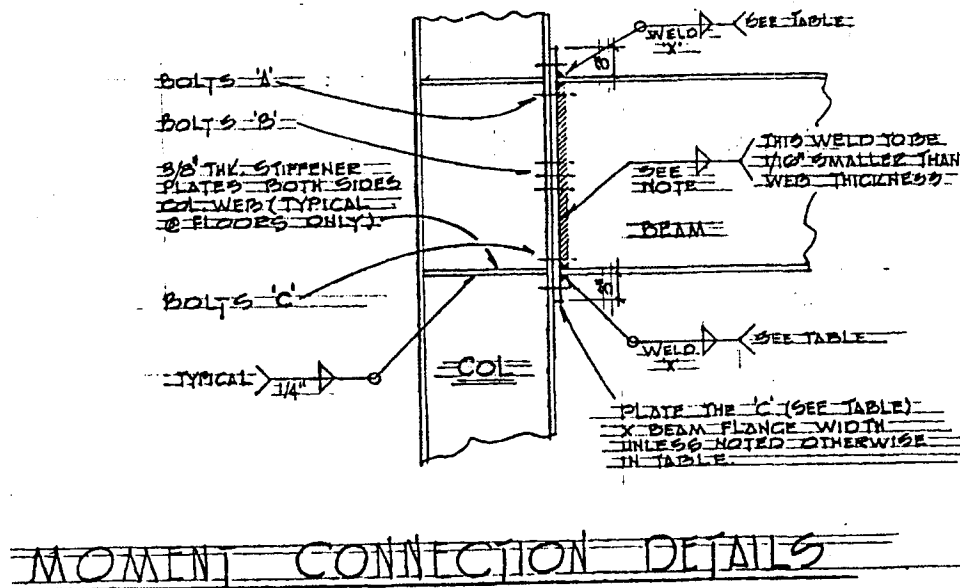 WELD 'X'
SEE TABLE
BOLTS 'A'
BOLTS 'B'
3/8" THK. STIFFENER
PLATES BOTH SIDES
COL. WEB (TYPICAL
@ FLOORS ONLY)
SEE
NOTE
THIS WELD TO BE
1/16" SMALLER THAN
WEB THICKNESS
BEAM
BOLTS 'C'
WELD 'X'
SEE TABLE
TYPICAL
1/4"
COL
PLATE THK 'C' (SEE TABLE)
X BEAM FLANGE WIDTH
UNLESS NOTED OTHERWISE
IN TABLE.
MOMENT CONNECTION DETAILS